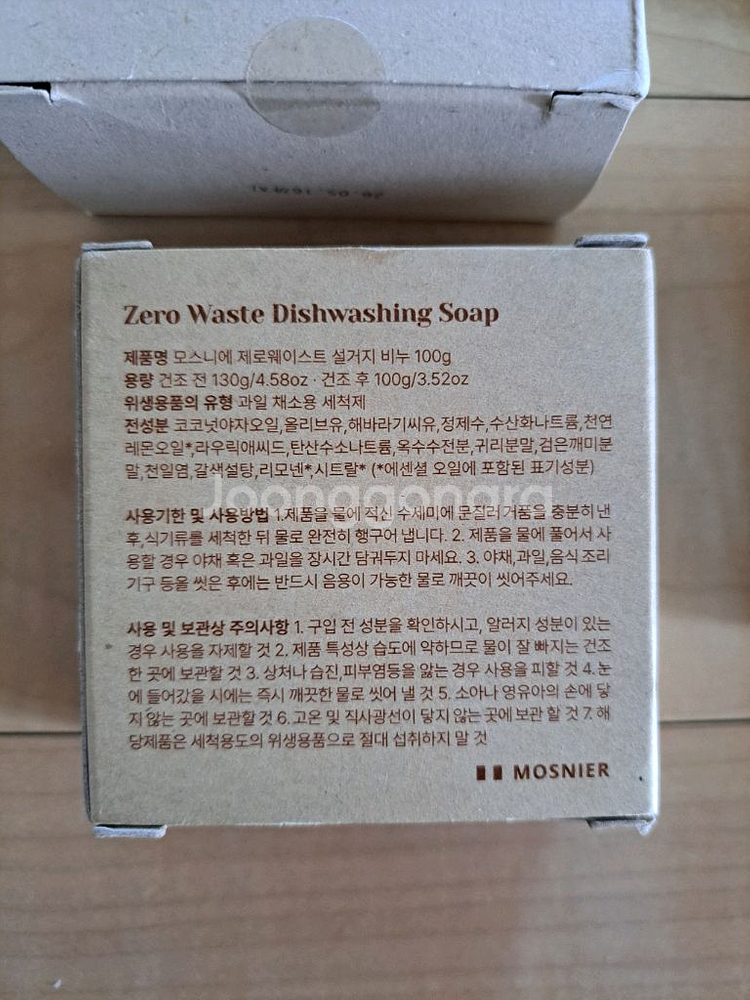 Zero Waste Dishwashing Soap
제품명 모스니에 제로웨이스트 설거지 비누 100g
용량 건조 전 130g/4.58oz · 건조 후 100g/3.52oz
위생용품의 유형 과일 채소용 세척제
전성분 코코넛야자오일,올리브유,해바라기씨유,정제수,수산화나트륨,천연
레몬오일*,라우릭애씨드,탄산수소나트륨,옥수수전분,귀리분말,검은깨미분
말,천일염,갈색설탕,리모넨*,시트랄* (*에센셜 오일에 포함된 표기성분)
Joonggonara
사용기한 및 사용방법 1.제품을 물에 적신 수세미에 문질러 거품을 충분히 낸
후,식기류를 세척한 뒤 물로 완전히 헹구어 냅니다. 2. 제품을 물에 풀어서 사
용할 경우 야채 혹은 과일을 장시간 담궈두지 마세요. 3. 야채,과일,음식 조리
기구 등을 씻은 후에는 반드시 음용이 가능한 물로 깨끗이 씻어주세요.
사용 및 보관상 주의사항 1. 구입 전 성분을 확인하시고, 알러지 성분이 있는
경우 사용을 자제할 것 2. 제품 특성상 습도에 약하므로 물이 잘 빠지는 건조
한 곳에 보관할 것 3. 상처나 습진,피부염등을 앓는 경우 사용을 피할 것 4. 눈
에 들어갔을 시에는 즉시 깨끗한 물로 씻어 낼 것 5. 소아나 영유아의 손에 닿
지 않는 곳에 보관할 것 6. 고온 및 직사광선이 닿지 않는 곳에 보관 할 것 7. 해
당제품은 세척용도의 위생용품으로 절대 섭취하지 말 것
MOSNIER